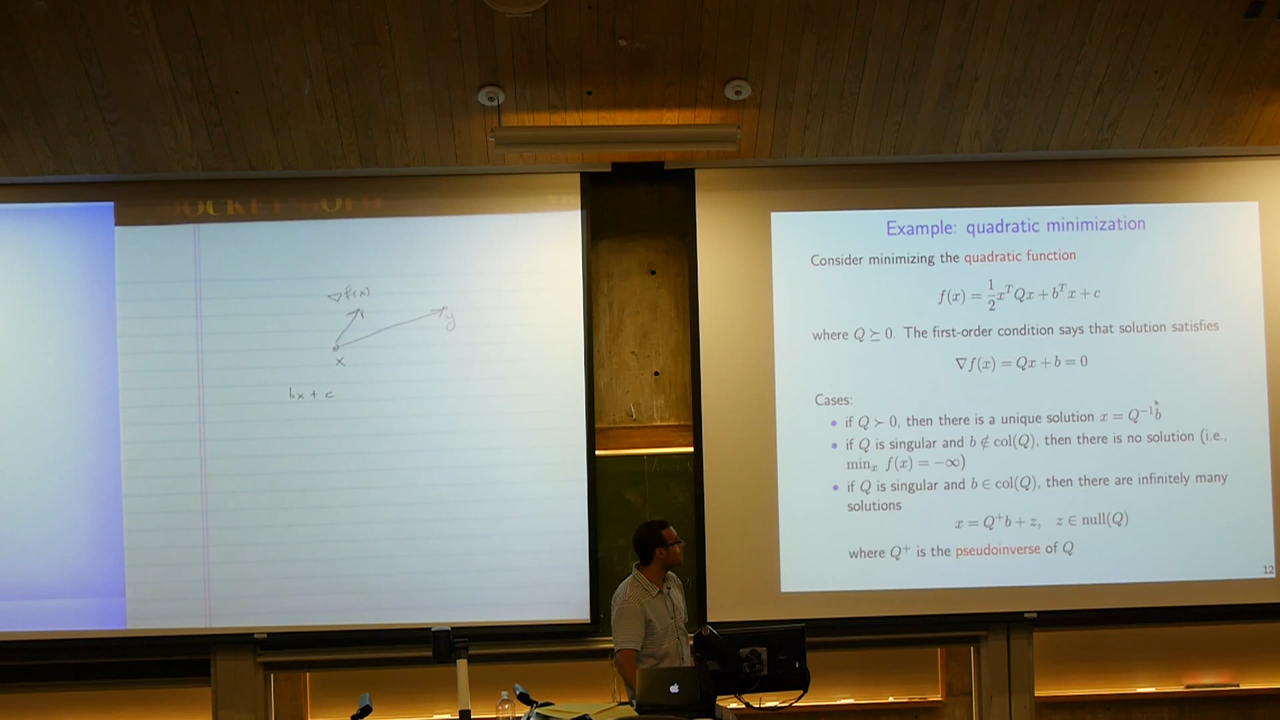 DOCKET GOLD
∇f(x)
y
x
bx + c
Example: quadratic minimization
Consider minimizing the quadratic function
f(x) = 1/2 x^T Qx + b^T x + c
where Q ⪰ 0. The first-order condition says that solution satisfies
∇f(x) = Qx + b = 0
Cases:
• if Q ≻ 0, then there is a unique solution x = Q^{-1}b
• if Q is singular and b ∉ col(Q), then there is no solution (i.e.,
min_x f(x) = −∞)
• if Q is singular and b ∈ col(Q), then there are infinitely many
solutions
x = Q^+ b + z, z ∈ null(Q)
where Q^+ is the pseudoinverse of Q
12